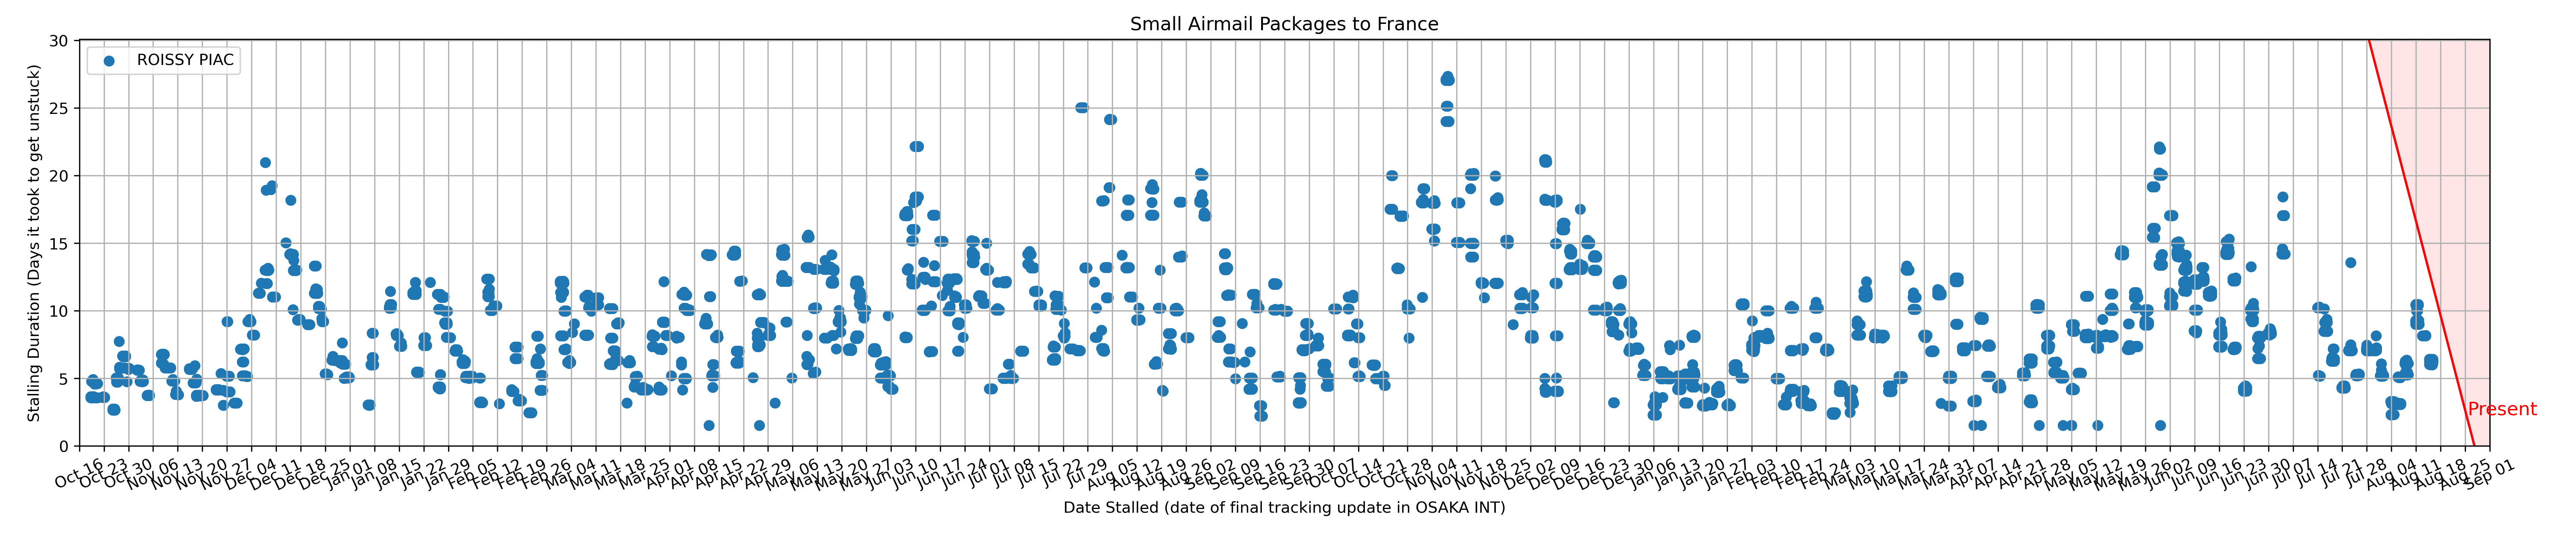 Small Airmail Packages to France
ROISSY PIAC
Stalling Duration (Days it took to get unstuck)
30
25
20
15
10
5
0
Present
Oct 16
Oct 23
Oct 30
Nov 06
Nov 13
Nov 20
Nov 27
Dec 04
Dec 11
Dec 18
Dec 25
Jan 01
Jan 08
Jan 15
Jan 22
Jan 29
Feb 05
Feb 12
Feb 19
Feb 26
Mar 04
Mar 11
Mar 18
Mar 25
Apr 01
Apr 08
Apr 15
Apr 22
Apr 29
May 06
May 13
May 20
May 27
Jun 03
Jun 10
Jun 17
Jun 24
Jul 01
Jul 08
Jul 15
Jul 22
Jul 29
Aug 05
Aug 12
Aug 19
Aug 26
Sep 02
Sep 09
Sep 16
Sep 23
Sep 30
Oct 07
Oct 14
Oct 21
Oct 28
Nov 04
Nov 11
Nov 18
Nov 25
Dec 02
Dec 09
Dec 16
Dec 23
Dec 30
Jan 06
Jan 13
Jan 20
Jan 27
Feb 03
Feb 10
Feb 17
Feb 24
Mar 03
Mar 10
Mar 17
Mar 24
Mar 31
Apr 07
Apr 14
Apr 21
Apr 28
May 05
May 12
May 19
May 26
Jun 02
Jun 09
Jun 16
Jun 23
Jun 30
Jul 07
Jul 14
Jul 21
Jul 28
Aug 04
Aug 11
Aug 18
Aug 25
Sep 01
Date Stalled (date of final tracking update in OSAKA INT)